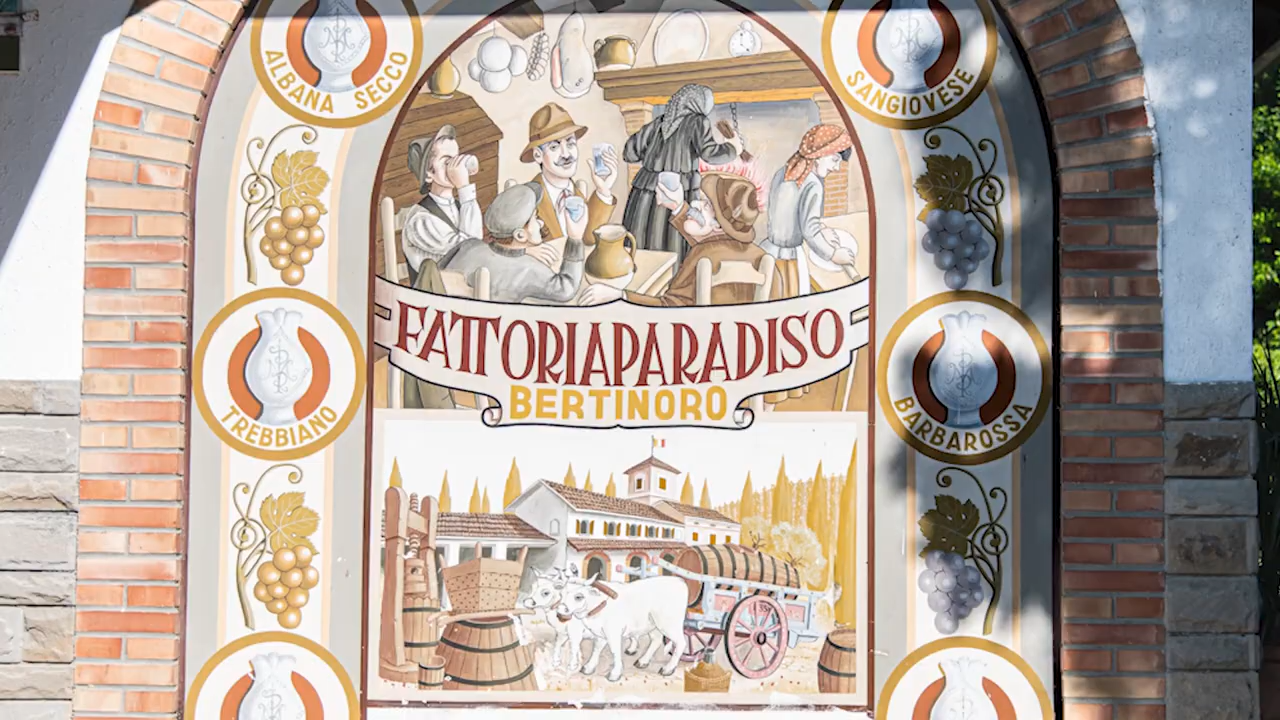 ALBANA SECCO
SANGIOVESE
FATTORIAPARADISO
BERTINORO
TREBBIANO
BARBAROSSA